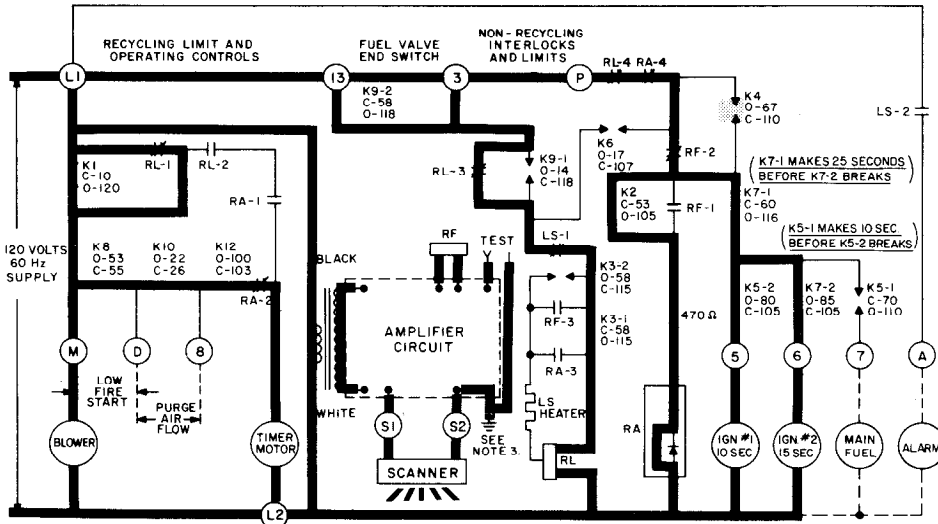 RECYCLING LIMIT AND
OPERATING CONTROLS
FUEL VALVE
END SWITCH
NON-RECYCLING
INTERLOCKS
AND LIMITS
L1
13
3
P
RL-4 RA-4
K9-2
C-58
O-118
K4
O-67
C-110
LS-2
K1
C-10
O-120
RL-1
RL-2
RA-1
RL-3
K9-1
O-14
C-118
K6
O-17
C-107
RF-2
(K7-1 MAKES 25 SECONDS
BEFORE K7-2 BREAKS)
K2
C-53
O-105
RF-1
K7-1
C-60
O-116
(K5-1 MAKES 10 SEC
BEFORE K5-2 BREAKS)
120 VOLTS
60 Hz
SUPPLY
K8
O-53
C-55
K10
O-22
C-26
K12
O-100
C-103
RA-2
BLACK
RF
TEST
LS-1
K3-2
O-58
C-115
K5-2
O-80
C-105
K7-2
O-85
C-105
K5-1
C-70
O-110
AMPLIFIER
CIRCUIT
RF-3
K3-1
C-58
O-115
470Ω
M
D
8
RA-3
5
6
7
A
LOW
FIRE
START
PURGE
AIR
FLOW
WHITE
LS
HEATER
S1
S2
SEE
NOTE 3.
RA
BLOWER
TIMER
MOTOR
SCANNER
RL
IGN #1
10 SEC
IGN #2
15 SEC
MAIN
FUEL
ALARM
L2